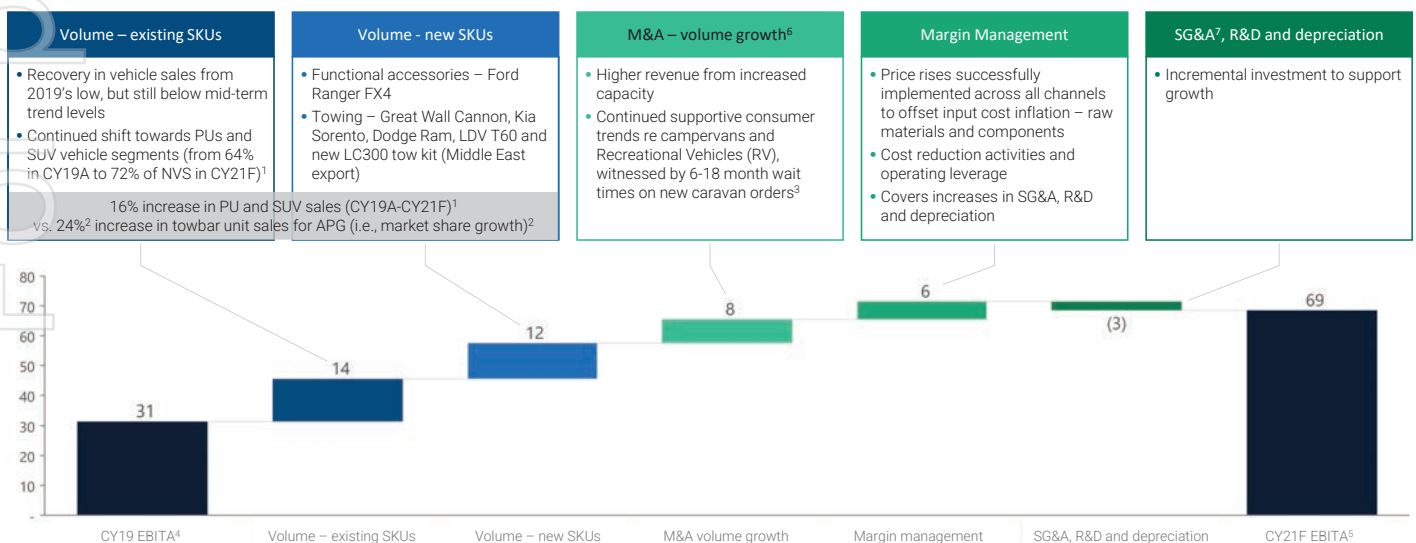 Volume – existing SKUs
• Recovery in vehicle sales from
2019's low, but still below mid-term
trend levels
• Continued shift towards PUs and
SUV vehicle segments (from 64%
in CY19A to 72% of NVS in CY21F)¹
Volume - new SKUs
• Functional accessories – Ford
Ranger FX4
• Towing – Great Wall Cannon, Kia
Sorento, Dodge Ram, LDV T60 and
new LC300 tow kit (Middle East
export)
16% increase in PU and SUV sales (CY19A-CY21F)¹
vs. 24%² increase in towbar unit sales for APG (i.e., market share growth)²
M&A – volume growth⁶
• Higher revenue from increased
capacity
• Continued supportive consumer
trends re campervans and
Recreational Vehicles (RV),
witnessed by 6-18 month wait
times on new caravan orders³
Margin Management
• Price rises successfully
implemented across all channels
to offset input cost inflation – raw
materials and components
• Cost reduction activities and
operating leverage
• Covers increases in SG&A, R&D
and depreciation
SG&A⁷, R&D and depreciation
• Incremental investment to support
growth
80
70
60
50
40
30
20
10
-
31
14
12
8
6
(3)
69
CY19 EBITA⁴
Volume – existing SKUs
Volume – new SKUs
M&A volume growth
Margin management
SG&A, R&D and depreciation
CY21F EBITA⁵